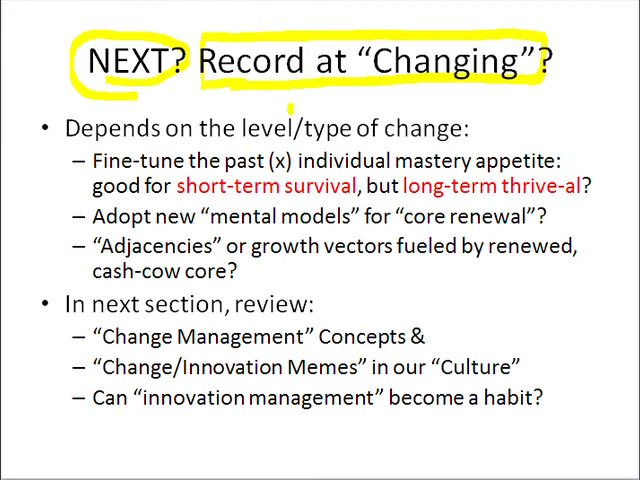 NEXT? Record at “Changing”?
• Depends on the level/type of change:
– Fine-tune the past (x) individual mastery appetite:
good for short-term survival, but long-term thrive-al?
– Adopt new “mental models” for “core renewal”?
– “Adjacencies” or growth vectors fueled by renewed,
cash-cow core?
• In next section, review:
– “Change Management” Concepts &
– “Change/Innovation Memes” in our “Culture”
– Can “innovation management” become a habit?